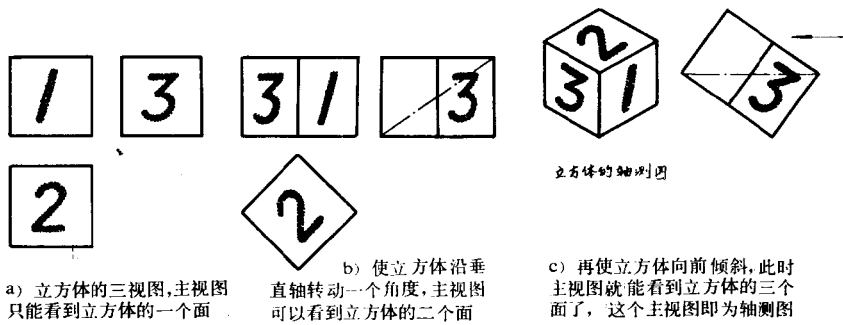 1
3
2
3 1
3
2
2
3 1
3
立方体的轴测图
a) 立方体的三视图,主视图
只能看到立方体的一个面
b) 使立方体沿垂
直轴转动一个角度,主视图
可以看到立方体的二个面
c) 再使立方体向前倾斜,此时
主视图就能看到立方体的三个
面了,这个主视图即为轴测图